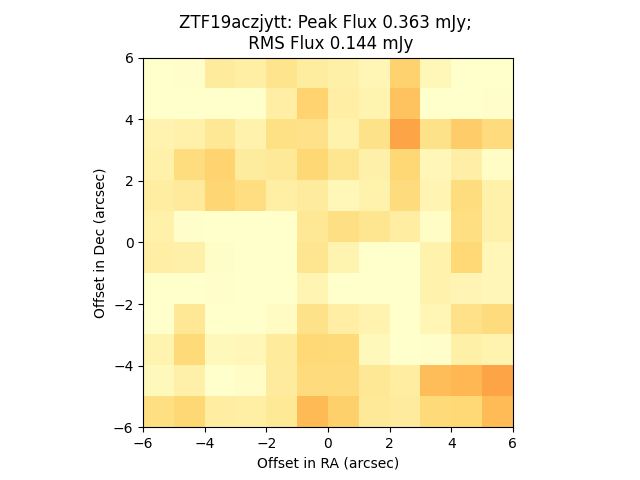 ZTF19aczjytt: Peak Flux 0.363 mJy;
RMS Flux 0.144 mJy
6
4
2
0
−2
−4
−6
Offset in Dec (arcsec)
−6 −4 −2 0 2 4 6
Offset in RA (arcsec)